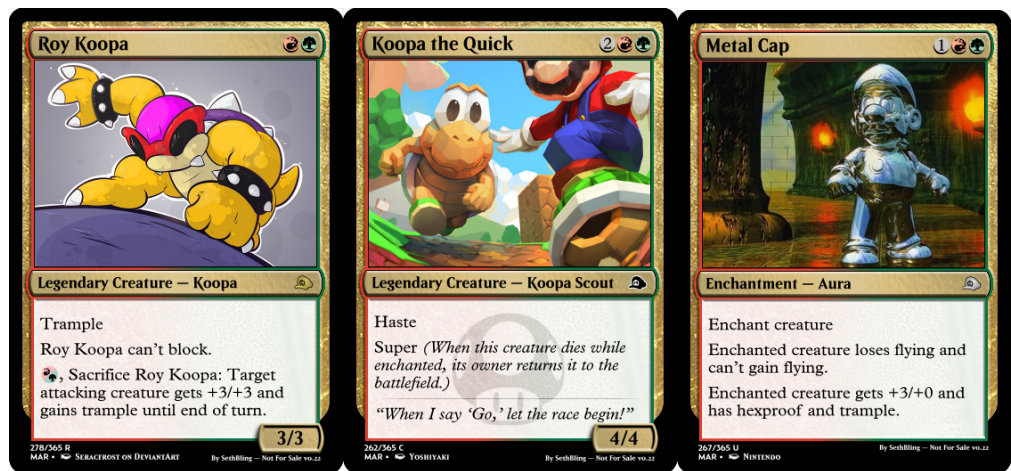 Roy Koopa
Legendary Creature — Koopa
Trample
Roy Koopa can't block.
, Sacrifice Roy Koopa: Target
attacking creature gets +3/+3 and
gains trample until end of turn.
3/3
278/365 R
MAR • SERACFROST ON DEVIANTART
By SETHBLING — NOT FOR SALE V0.22
Koopa the Quick
2
Legendary Creature — Koopa Scout
Haste
Super (When this creature dies while
enchanted, its owner returns it to the
battlefield.)
“When I say ‘Go,’ let the race begin!”
4/4
262/365 C
MAR • YOSHIYAKI
By SETHBLING — NOT FOR SALE V0.22
Metal Cap
1
Enchantment — Aura
Enchant creature
Enchanted creature loses flying and
can't gain flying.
Enchanted creature gets +3/+0 and
has hexproof and trample.
267/365 U
MAR • NINTENDO
By SETHBLING — NOT FOR SALE V0.22